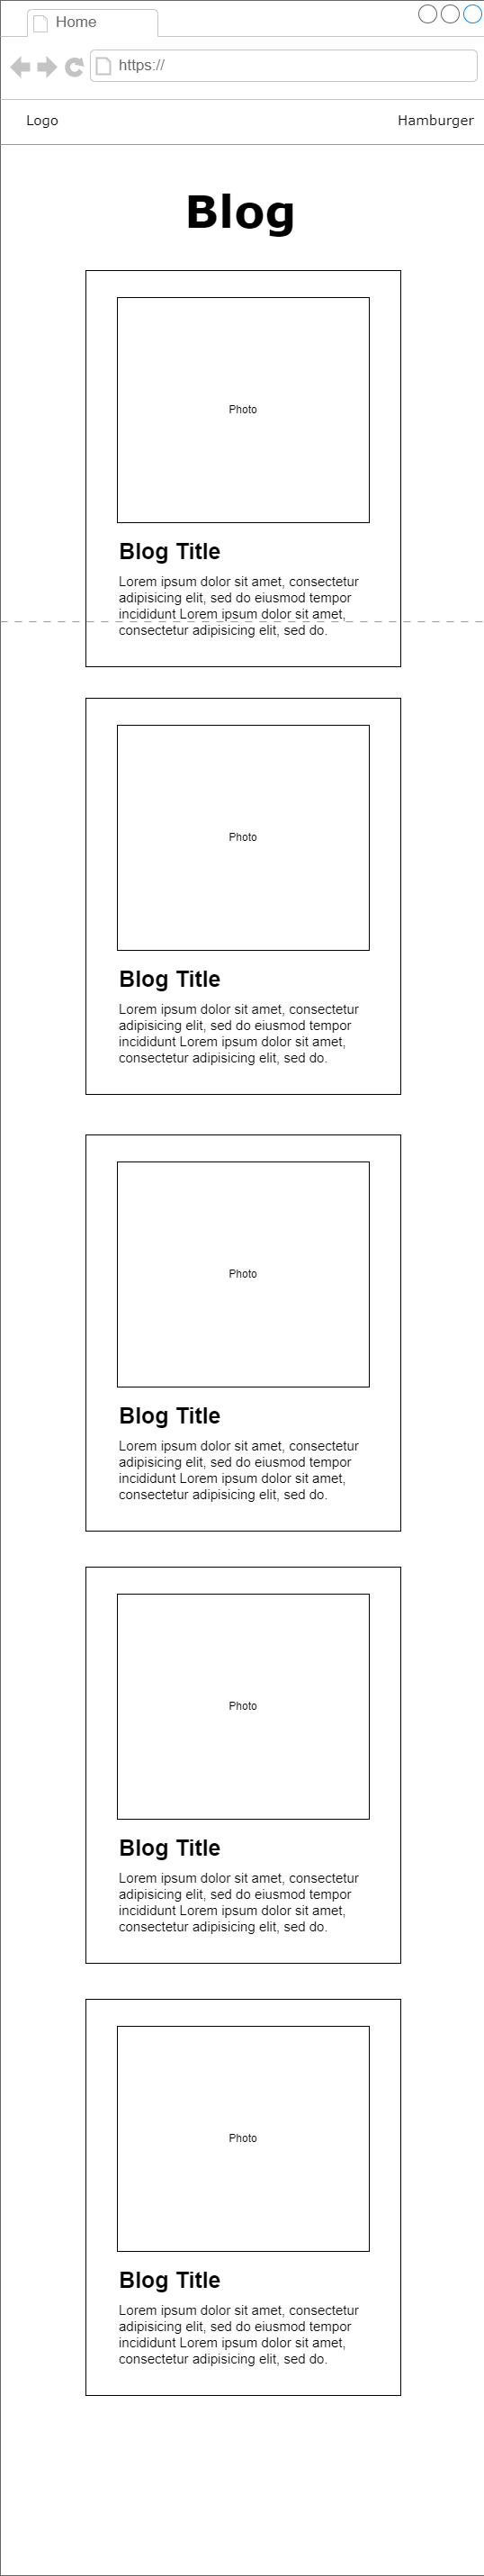 Home
https://
Logo
Hamburger
Blog
Photo
Blog Title
Lorem ipsum dolor sit amet, consectetur
adipisicing elit, sed do eiusmod tempor
incididunt Lorem ipsum dolor sit amet,
consectetur adipisicing elit, sed do.
Photo
Blog Title
Lorem ipsum dolor sit amet, consectetur
adipisicing elit, sed do eiusmod tempor
incididunt Lorem ipsum dolor sit amet,
consectetur adipisicing elit, sed do.
Photo
Blog Title
Lorem ipsum dolor sit amet, consectetur
adipisicing elit, sed do eiusmod tempor
incididunt Lorem ipsum dolor sit amet,
consectetur adipisicing elit, sed do.
Photo
Blog Title
Lorem ipsum dolor sit amet, consectetur
adipisicing elit, sed do eiusmod tempor
incididunt Lorem ipsum dolor sit amet,
consectetur adipisicing elit, sed do.
Photo
Blog Title
Lorem ipsum dolor sit amet, consectetur
adipisicing elit, sed do eiusmod tempor
incididunt Lorem ipsum dolor sit amet,
consectetur adipisicing elit, sed do.